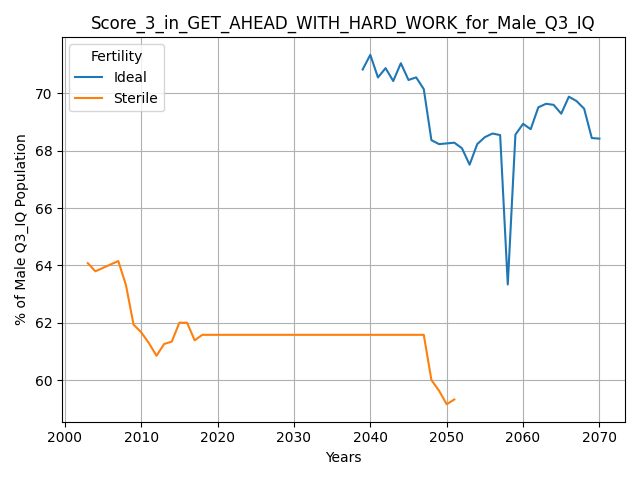 Score_3_in_GET_AHEAD_WITH_HARD_WORK_for_Male_Q3_IQ
Fertility
Ideal
Sterile
% of Male Q3_IQ Population
70
68
66
64
62
60
2000 2010 2020 2030 2040 2050 2060 2070
Years